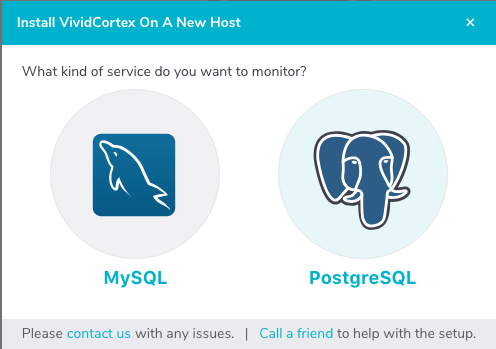 Install VividCortex On A New Host ×
What kind of service do you want to monitor?
MySQL PostgreSQL
Please contact us with any issues. | Call a friend to help with the setup.